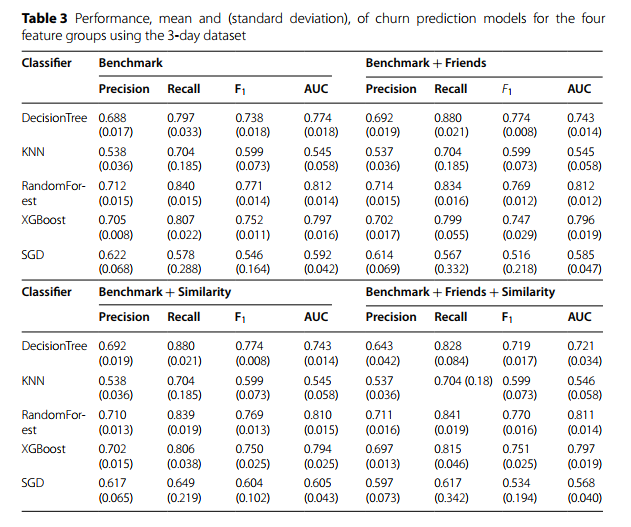 Table 3 Performance, mean and (standard deviation), of churn prediction models for the four
feature groups using the 3-day dataset
Classifier Benchmark Benchmark + Friends
Precision Recall F1 AUC Precision Recall F1 AUC
DecisionTree 0.688 0.797 0.738 0.774 0.692 0.880 0.774 0.743
(0.017) (0.033) (0.018) (0.018) (0.019) (0.021) (0.008) (0.014)
KNN 0.538 0.704 0.599 0.545 0.537 0.704 0.599 0.545
(0.036) (0.185) (0.073) (0.058) (0.036) (0.185) (0.073) (0.058)
RandomFor- 0.712 0.840 0.771 0.812 0.714 0.834 0.769 0.812
est (0.015) (0.015) (0.014) (0.014) (0.015) (0.016) (0.012) (0.012)
XGBoost 0.705 0.807 0.752 0.797 0.702 0.799 0.747 0.796
(0.008) (0.022) (0.011) (0.016) (0.017) (0.055) (0.029) (0.019)
SGD 0.622 0.578 0.546 0.592 0.614 0.567 0.516 0.585
(0.068) (0.288) (0.164) (0.042) (0.069) (0.332) (0.218) (0.047)
Classifier Benchmark + Similarity Benchmark + Friends + Similarity
Precision Recall F1 AUC Precision Recall F1 AUC
DecisionTree 0.692 0.880 0.774 0.743 0.643 0.828 0.719 0.721
(0.019) (0.021) (0.008) (0.014) (0.042) (0.084) (0.017) (0.034)
KNN 0.538 0.704 0.599 0.545 0.537 0.704 (0.18) 0.599 0.546
(0.036) (0.185) (0.073) (0.058) (0.036) (0.073) (0.058)
RandomFor- 0.710 0.839 0.769 0.810 0.711 0.841 0.770 0.811
est (0.013) (0.019) (0.013) (0.015) (0.016) (0.019) (0.016) (0.014)
XGBoost 0.702 0.806 0.750 0.794 0.697 0.815 0.751 0.797
(0.015) (0.038) (0.025) (0.025) (0.013) (0.046) (0.025) (0.019)
SGD 0.617 0.649 0.604 0.605 0.597 0.617 0.534 0.568
(0.065) (0.219) (0.102) (0.043) (0.073) (0.342) (0.194) (0.040)